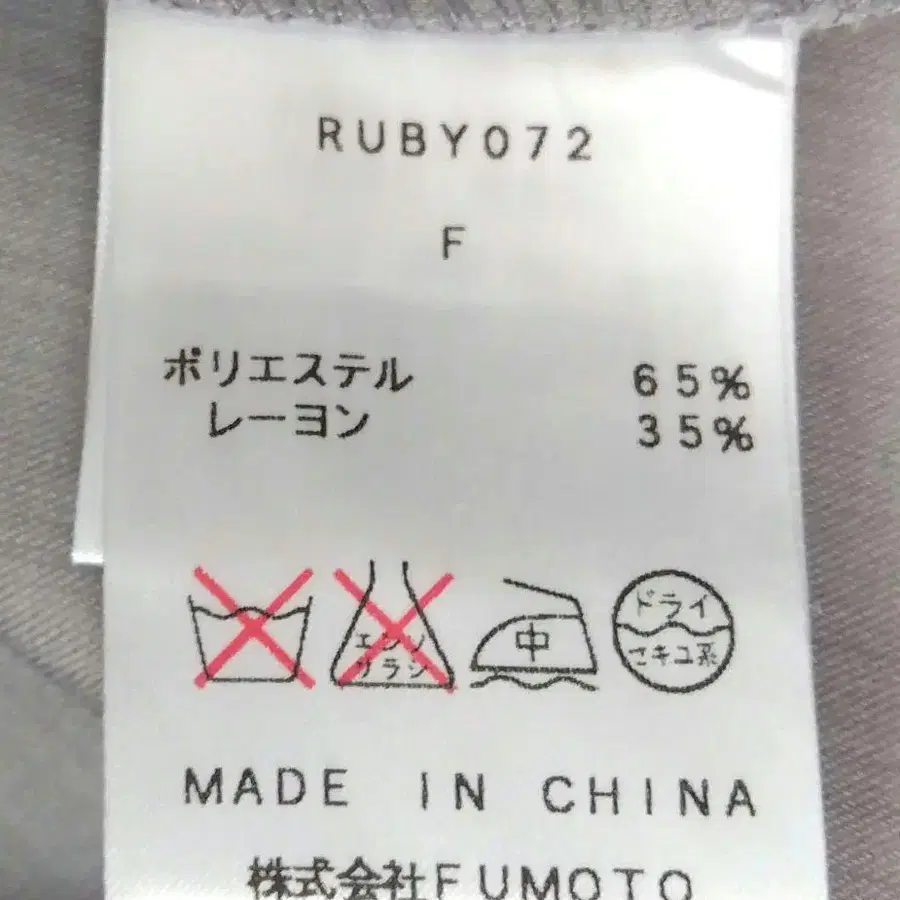 RUBY072
F
ポリエステル 65%
レーヨン 35%
エンソ
サラシ
中
ドライ
セキユ系
MADE IN CHINA
株式会社FUMOTO